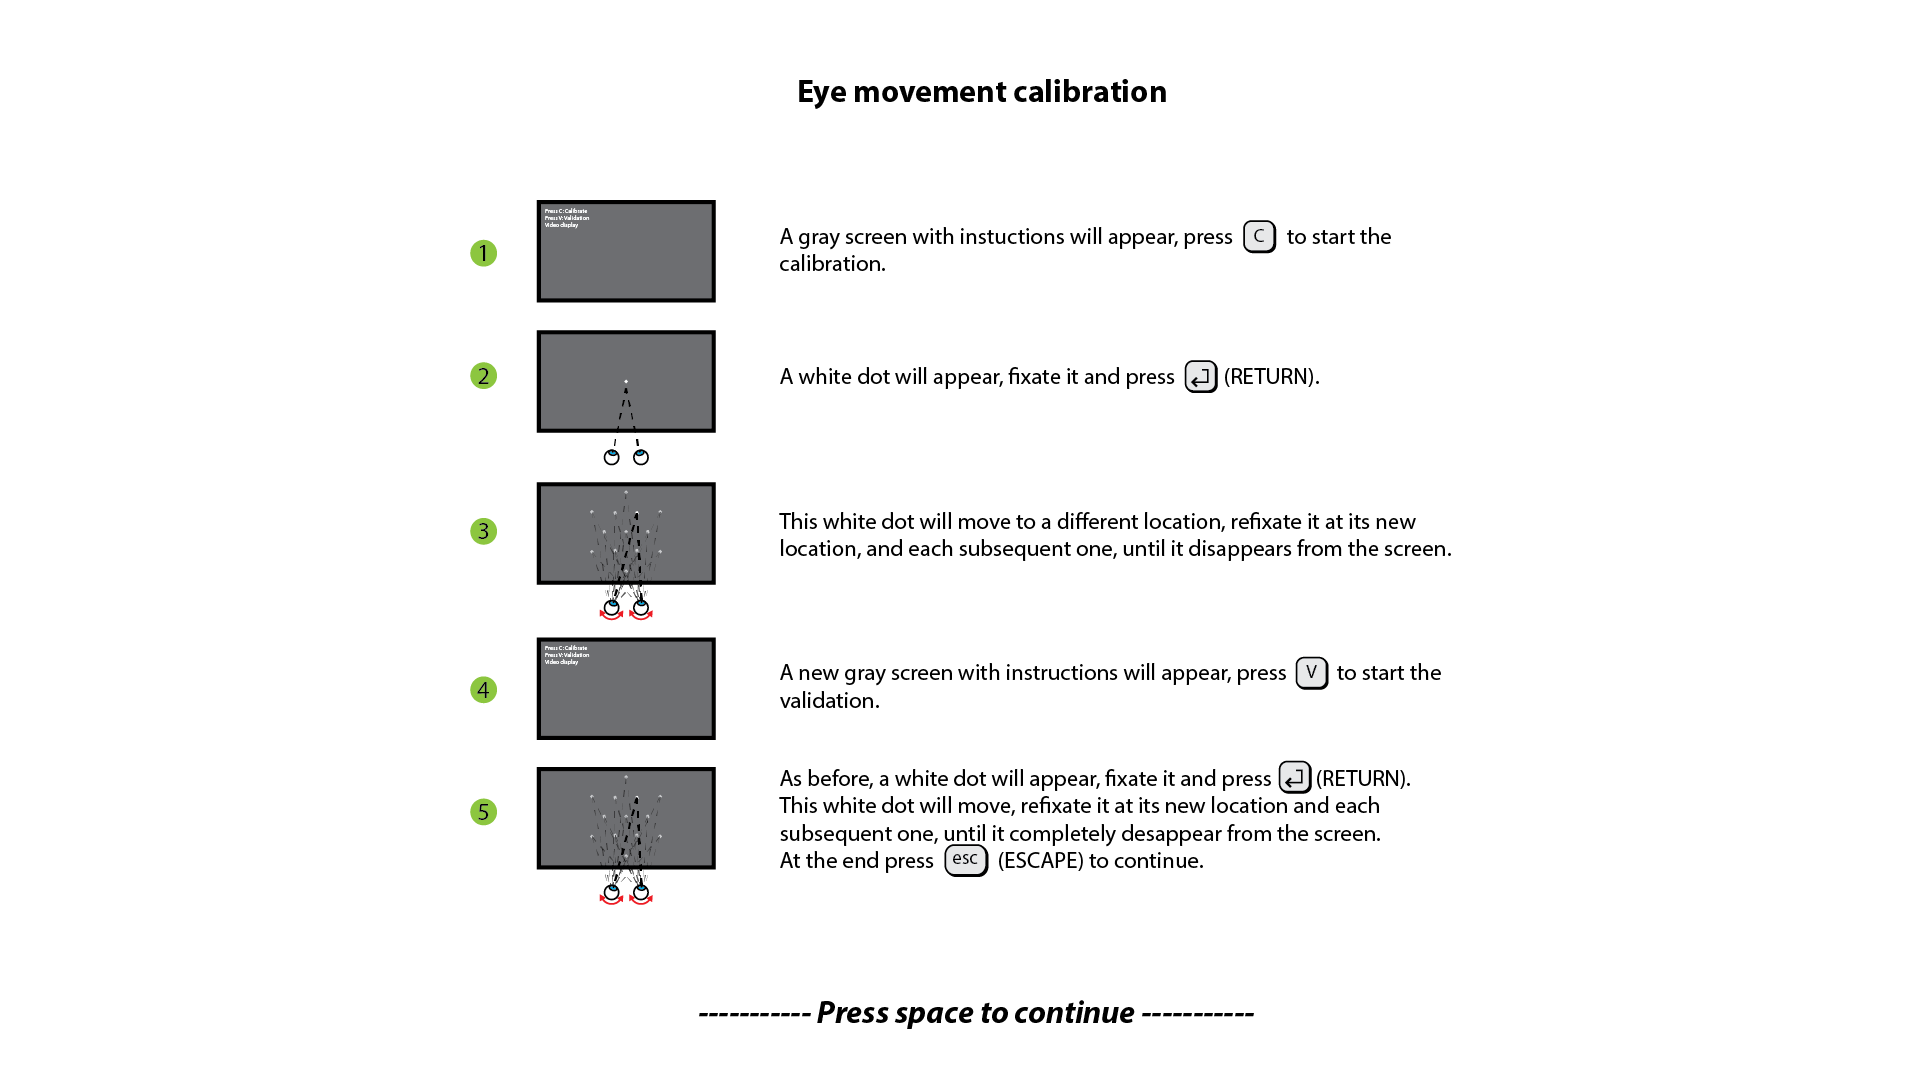 Eye movement calibration
1
Press C: Calibrate
Press V: Validation
Video display
A gray screen with instuctions will appear, press C to start the
calibration.
2
A white dot will appear, fixate it and press (RETURN).
3
This white dot will move to a different location, refixate it at its new
location, and each subsequent one, until it disappears from the screen.
4
Press C: Calibrate
Press V: Validation
Video display
A new gray screen with instructions will appear, press V to start the
validation.
5
As before, a white dot will appear, fixate it and press (RETURN).
This white dot will move, refixate it at its new location and each
subsequent one, until it completely desappear from the screen.
At the end press esc (ESCAPE) to continue.
----------- Press space to continue -----------